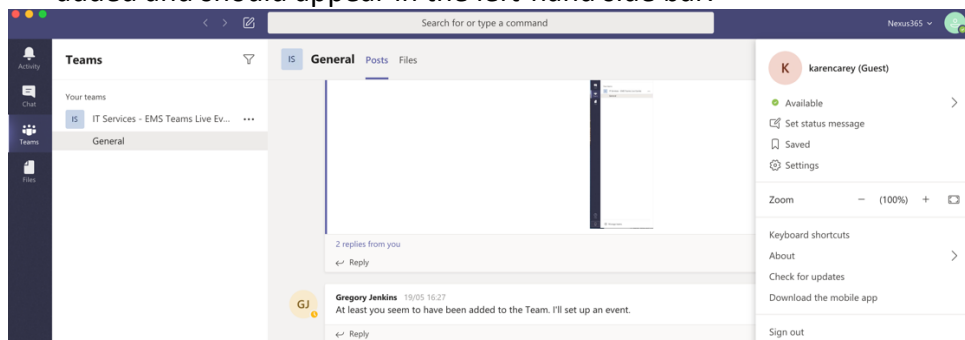 added and should appear in the left-hand side bar.
Search for or type a command
Nexus365
Activity
Chat
Teams
Files
Teams
Your teams
IS
IT Services - EMS Teams Live Ev...
General
IS
General Posts Files
2 replies from you
Reply
GJ
Gregory Jenkins 19/05 16:27
At least you seem to have been added to the Team. I'll set up an event.
Reply
K
karencarey (Guest)
Available
Set status message
Saved
Settings
Zoom - (100%) +
Keyboard shortcuts
About
Check for updates
Download the mobile app
Sign out